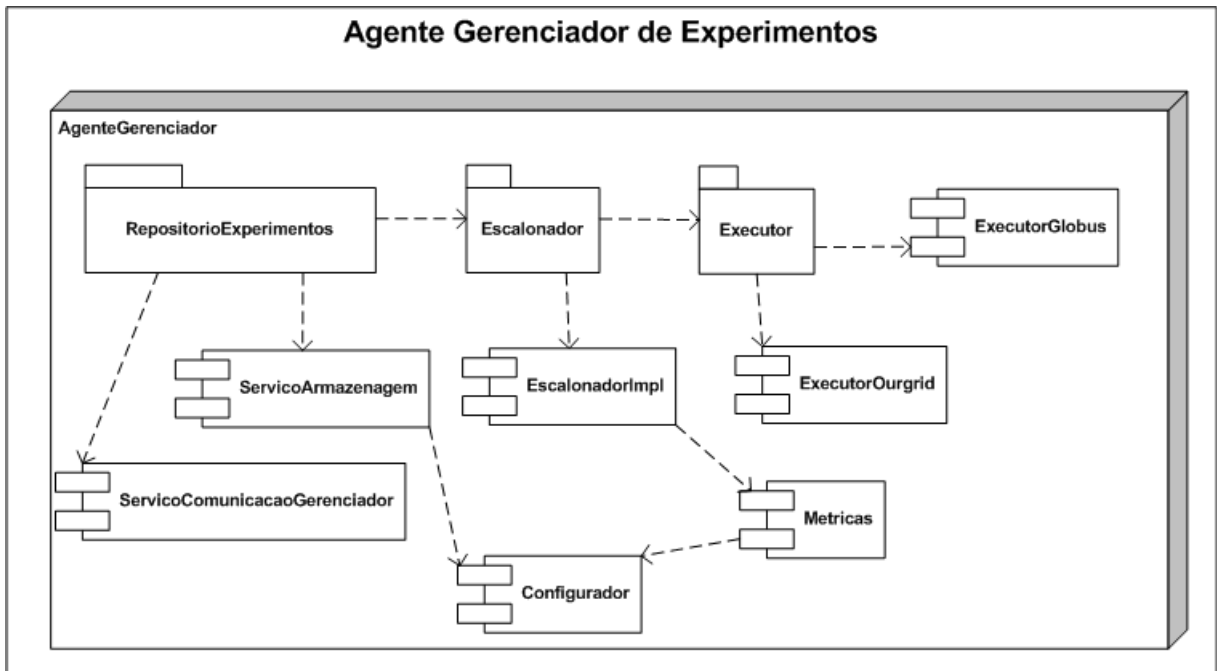 Agente Gerenciador de Experimentos
AgenteGerenciador
RepositorioExperimentos
Escalonador
Executor
ExecutorGlobus
ServicoArmazenagem
EscalonadorImpl
ExecutorOurgrid
ServicoComunicacaoGerenciador
Metricas
Configurador